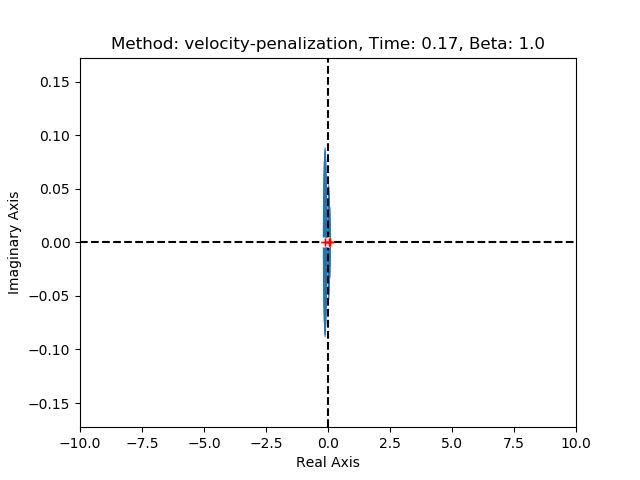 Method: velocity-penalization, Time: 0.17, Beta: 1.0
Imaginary Axis
0.15
0.10
0.05
0.00
−0.05
−0.10
−0.15
−10.0 −7.5 −5.0 −2.5 0.0 2.5 5.0 7.5 10.0
Real Axis